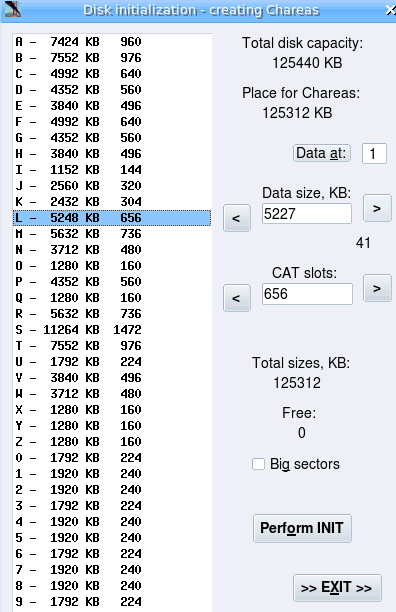 Disk initialization - creating Chareas
A - 7424 KB 960
B - 7552 KB 976
C - 4992 KB 640
D - 4352 KB 560
E - 3840 KB 496
F - 4992 KB 640
G - 4352 KB 560
H - 3840 KB 496
I - 1152 KB 144
J - 2560 KB 320
K - 2432 KB 304
L - 5248 KB 656
M - 5632 KB 736
N - 3712 KB 480
O - 1280 KB 160
P - 4352 KB 560
Q - 1280 KB 160
R - 5632 KB 736
S - 11264 KB 1472
T - 7552 KB 976
U - 1792 KB 224
V - 3840 KB 496
W - 3712 KB 480
X - 1280 KB 160
Y - 1280 KB 160
Z - 1280 KB 160
0 - 1792 KB 224
1 - 1920 KB 240
2 - 1920 KB 240
3 - 1792 KB 224
4 - 1920 KB 240
5 - 1920 KB 240
6 - 1792 KB 224
7 - 1920 KB 240
8 - 1920 KB 240
9 - 1792 KB 224
Total disk capacity:
125440 KB
Place for Chareas:
125312 KB
Data at: 1
Data size, KB:
< 5227 >
41
CAT slots:
< 656 >
Total sizes, KB:
125312
Free:
0
Big sectors
Perform INIT
>> EXIT >>